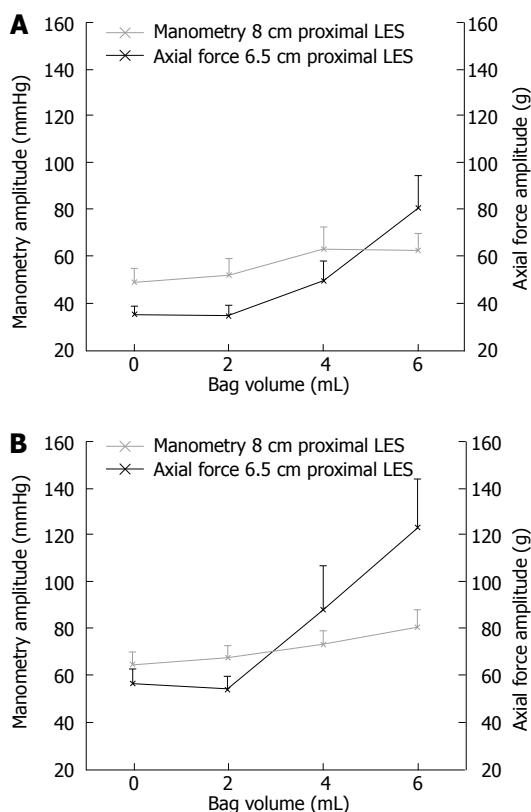 A
Manometry 8 cm proximal LES
Axial force 6.5 cm proximal LES
Manometry amplitude (mmHg)
160
140
120
100
80
60
40
20
160
140
120
100
80
60
40
20
Axial force amplitude (g)
0 2 4 6
Bag volume (mL)
B
Manometry 8 cm proximal LES
Axial force 6.5 cm proximal LES
Manometry amplitude (mmHg)
160
140
120
100
80
60
40
20
160
140
120
100
80
60
40
20
Axial force amplitude (g)
0 2 4 6
Bag volume (mL)